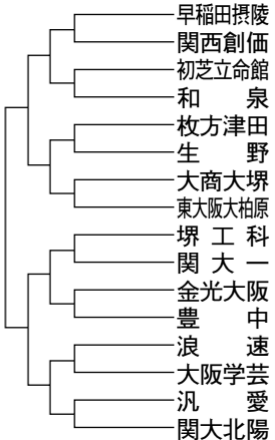 早稲田摂陵
関西創価
初芝立命館
和泉
枚方津田
生野
大商大堺
東大阪大柏原
堺工科
関大一
金光大阪
豊中
浪速
大阪学芸
汎愛
関大北陽